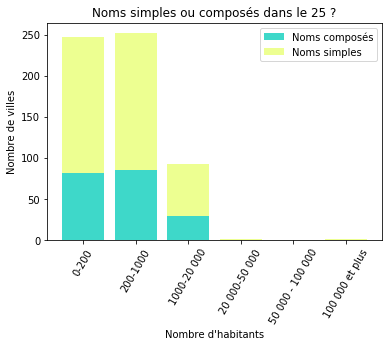 Noms simples ou composés dans le 25 ?
Noms composés
Noms simples
Nombre de villes
250
200
150
100
50
0
0-200
200-1000
1000-20 000
20 000-50 000
50 000 - 100 000
100 000 et plus
Nombre d'habitants